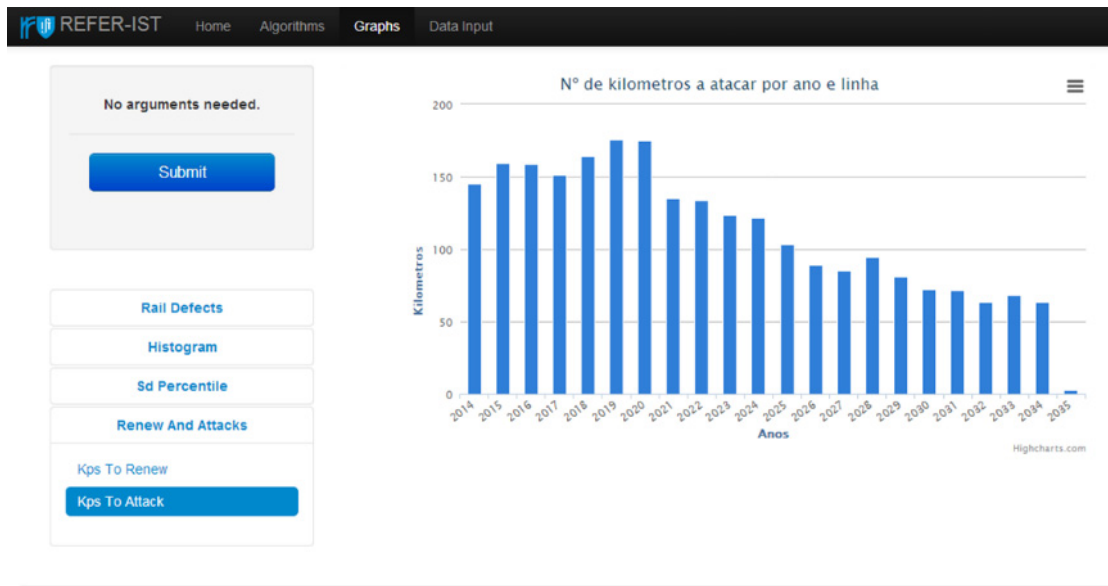 REFER-IST Home Algorithms Graphs Data Input
No arguments needed.
Submit
Rail Defects
Histogram
Sd Percentile
Renew And Attacks
Kps To Renew
Kps To Attack
Nº de kilometros a atacar por ano e linha
Kilometros
200
150
100
50
0
2014 2015 2016 2017 2018 2019 2020 2021 2022 2023 2024 2025 2026 2027 2028 2029 2030 2031 2032 2033 2034 2035
Anos
Highcharts.com